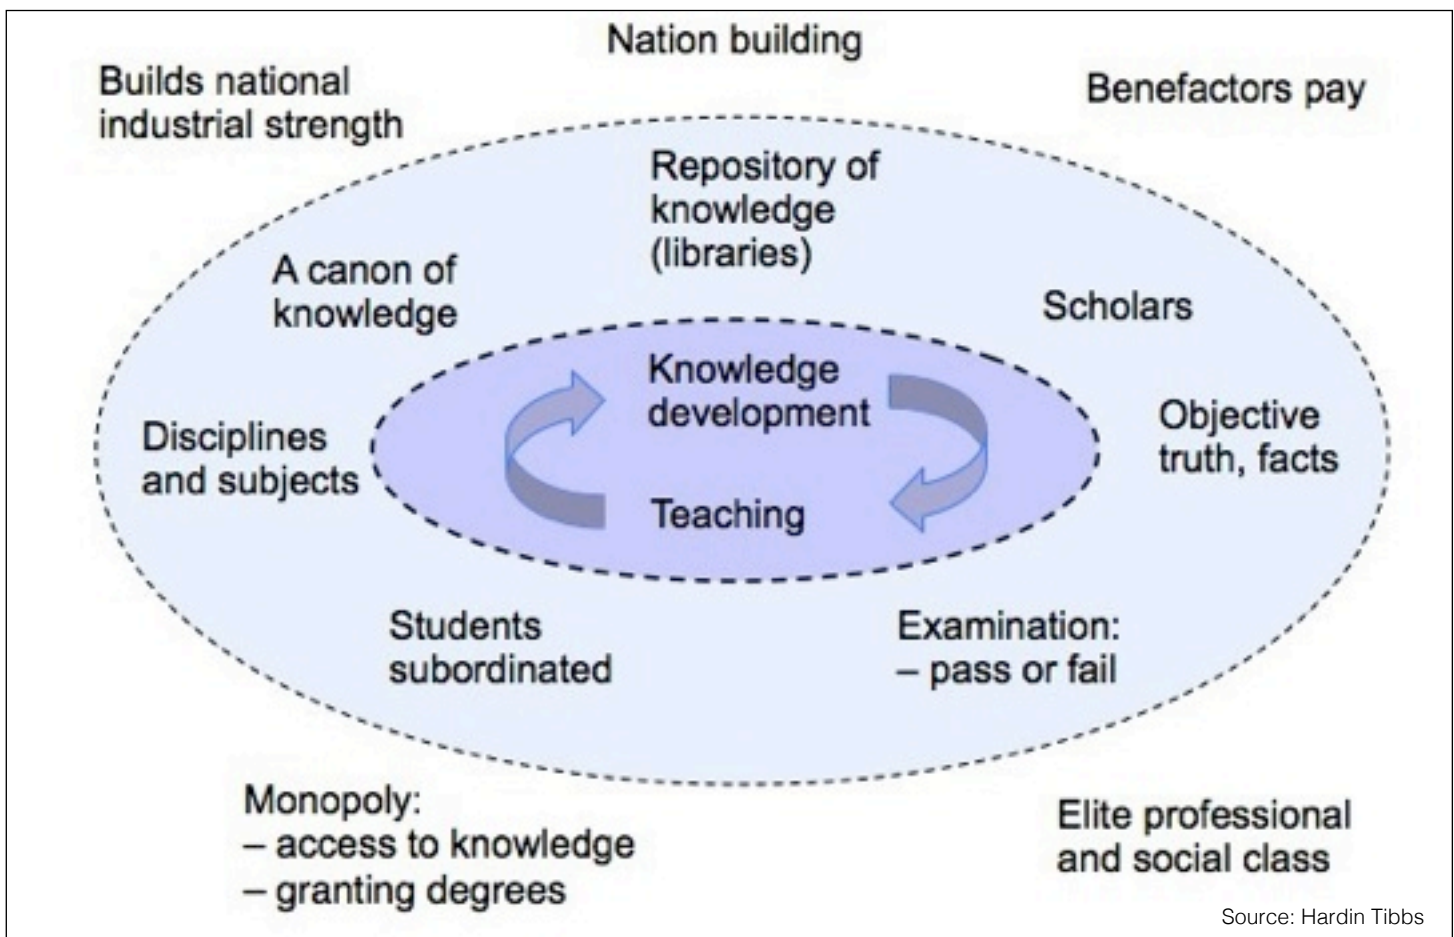 Nation building
Builds national
industrial strength
Benefactors pay
Repository of
knowledge
(libraries)
A canon of
knowledge
Scholars
Knowledge
development
Disciplines
and subjects
Objective
truth, facts
Teaching
Students
subordinated
Examination:
– pass or fail
Monopoly:
– access to knowledge
– granting degrees
Elite professional
and social class
Source: Hardin Tibbs